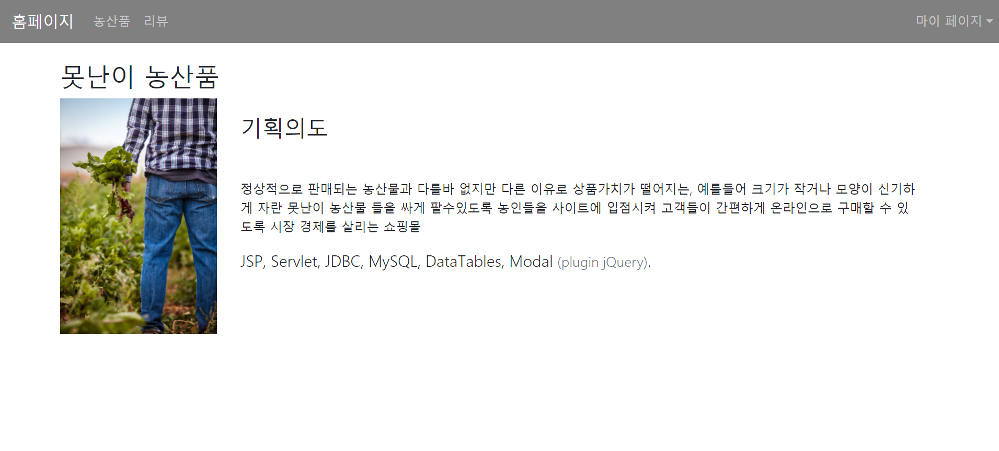 홈페이지 농산품 리뷰 마이 페이지
못난이 농산품
기획의도
정상적으로 판매되는 농산물과 다를바 없지만 다른 이유로 상품가치가 떨어지는, 예를들어 크기가 작거나 모양이 신기하
게 자란 못난이 농산물 들을 싸게 팔수있도록 농인들을 사이트에 입점시켜 고객들이 간편하게 온라인으로 구매할 수 있
도록 시장 경제를 살리는 쇼핑몰
JSP, Servlet, JDBC, MySQL, DataTables, Modal (plugin jQuery).